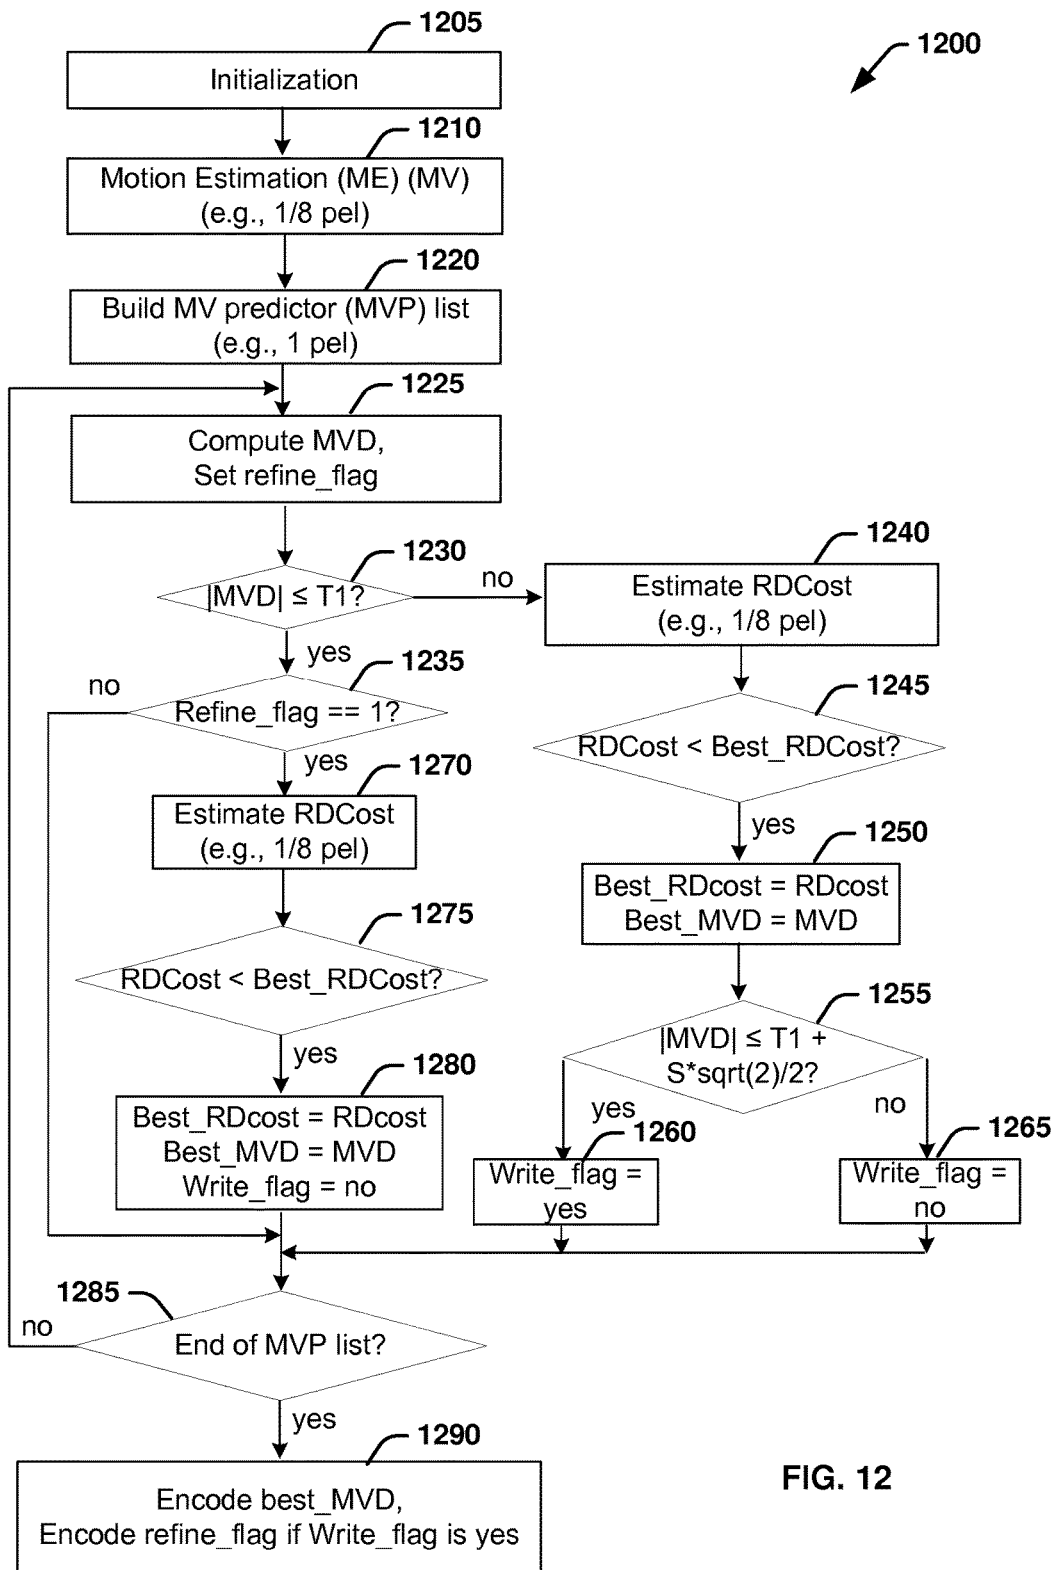 1205
1200
Initialization
1210
Motion Estimation (ME) (MV)
(e.g., 1/8 pel)
1220
Build MV predictor (MVP) list
(e.g., 1 pel)
1225
Compute MVD,
Set refine_flag
1230
|MVD| ≤ T1?
no
yes
1240
Estimate RDCost
(e.g., 1/8 pel)
1235
no
Refine_flag == 1?
yes
1245
RDCost < Best_RDCost?
yes
1270
Estimate RDCost
(e.g., 1/8 pel)
1250
Best_RDcost = RDcost
Best_MVD = MVD
1275
RDCost < Best_RDCost?
yes
1255
|MVD| ≤ T1 +
S*sqrt(2)/2?
yes
no
1280
Best_RDcost = RDcost
Best_MVD = MVD
Write_flag = no
1260
Write_flag =
yes
1265
Write_flag =
no
1285
no
End of MVP list?
yes
1290
Encode best_MVD,
Encode refine_flag if Write_flag is yes
FIG. 12